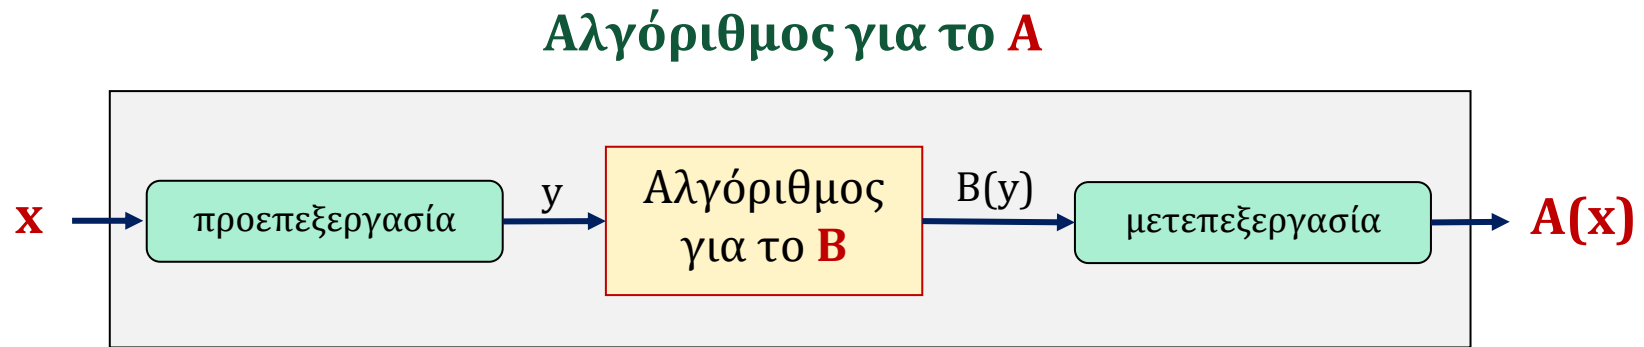 Αλγόριθμος για το Α
x
προεπεξεργασία
y
Αλγόριθμος
για το Β
Β(y)
μετεπεξεργασία
Α(x)